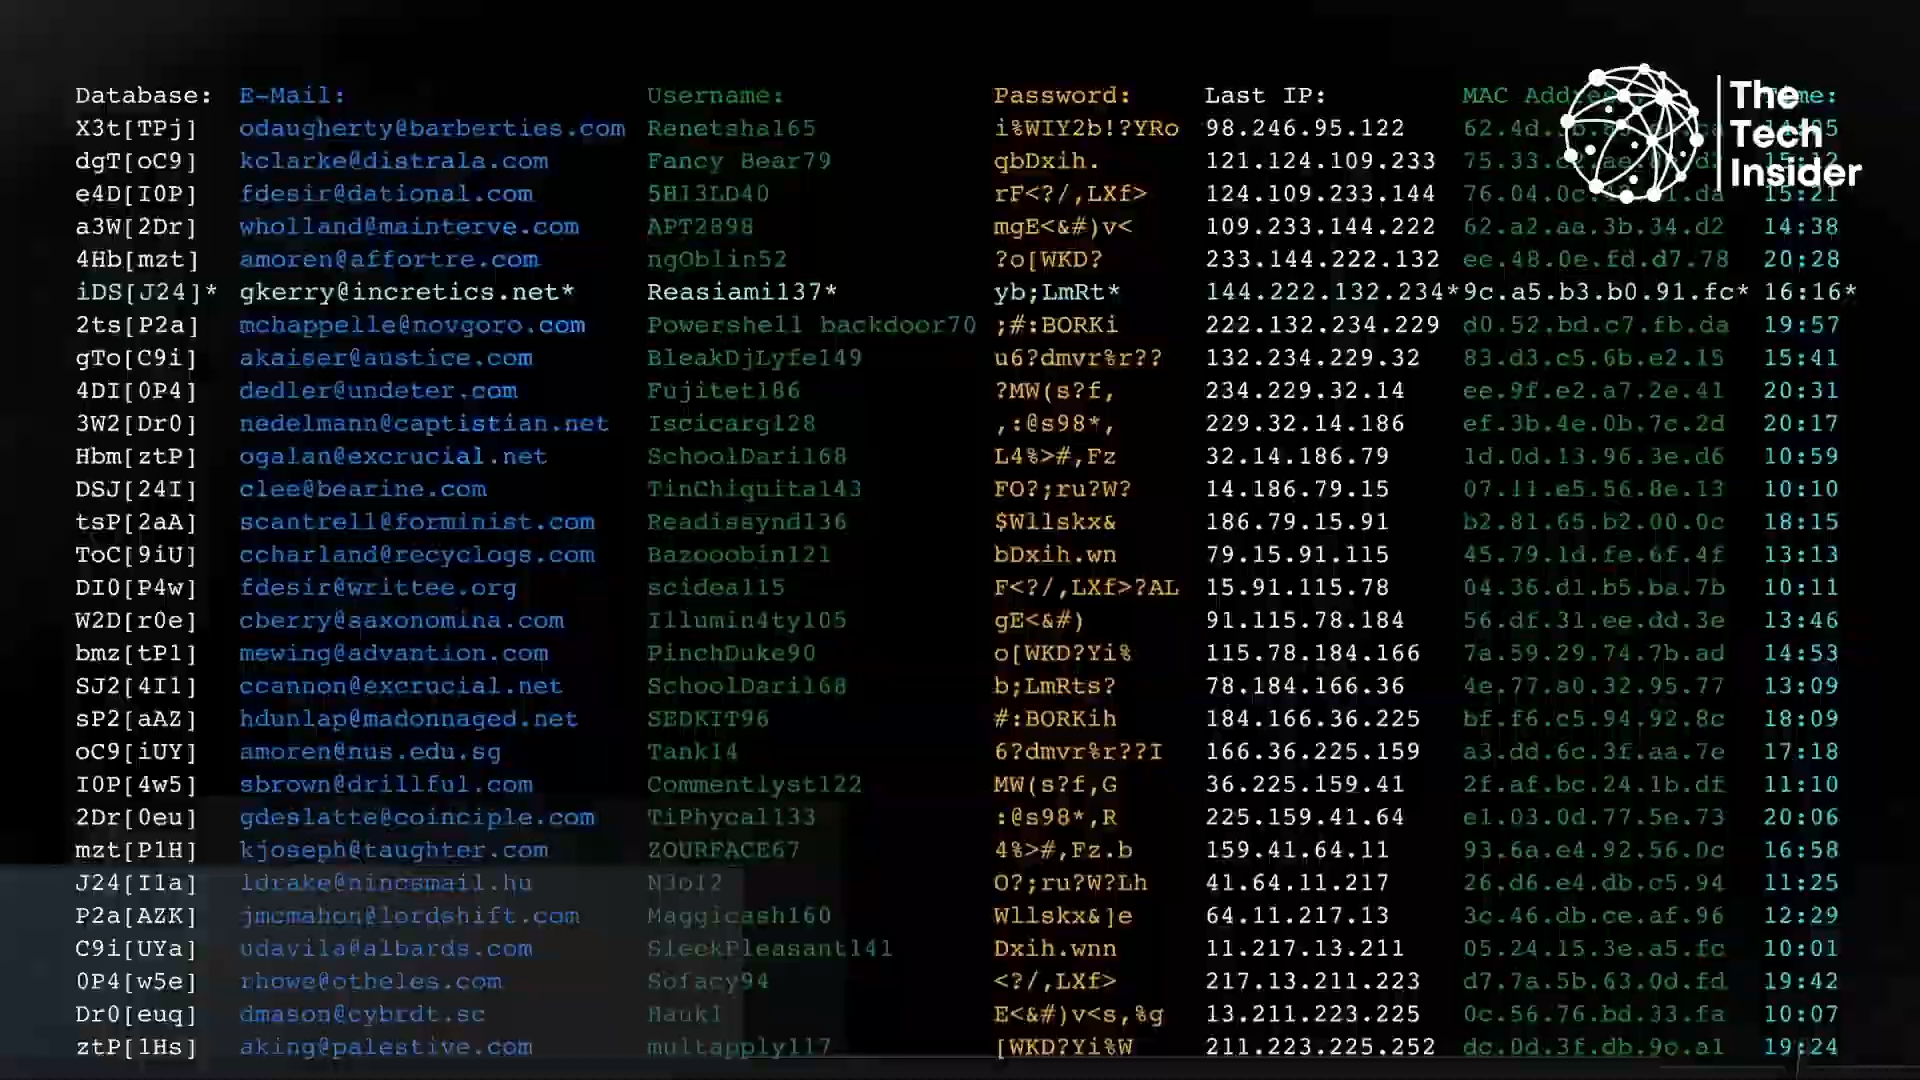 Database: E-Mail: Username: Password: Last IP: MAC
X3t[TPj] odaugherty@barberties.com Renetsha165 i%WIY2b!?YRo 98.246.95.122
dgT[oC9] kclarke@distrala.com Fancy Bear79 qbDxih. 121.124.109.233
e4D[I0P] fdesir@dational.com 5HI3LD40 rF<?/,LXf> 124.109.233.144 15:21
a3W[2Dr] wholland@mainterve.com APT2898 mgE<&#)v< 109.233.144.222 62.a2.aa.3b.34.d2 14:38
4Hb[mzt] amoren@affortre.com ngOblin52 ?o[WKD? 233.144.222.132 ee.48.0e.fd.d7.78 20:28
iDS[J24]* gkerry@incretics.net* Reasiami137* yb;LmRt* 144.222.132.234* 9c.a5.b3.b0.91.fc* 16:16*
2ts[P2a] mchappelle@novgoro.com Powershell backdoor70 ;#:BORKi 222.132.234.229 d0.52.bd.c7.fb.da 19:57
gTo[C9i] akaiser@austice.com BleakDjLyfe149 u6?dmvr%r?? 132.234.229.32 83.d3.c5.6b.e2.15 15:41
4DI[0P4] dedler@undeter.com Fujitet186 ?MW(s?f, 234.229.32.14 ee.9f.e2.a7.2e.41 20:31
3W2[Dr0] nedelmann@captistian.net Iscicarg128 ,:@s98*, 229.32.14.186 ef.3b.4e.0b.7c.2d 20:17
Hbm[ztP] ogalan@excrucial.net SchoolDari168 L4%>#,Fz 32.14.186.79 1d.0d.13.96.3e.d6 10:59
DSJ[24I] clee@bearine.com TinChiquita143 FO?;ru?W? 14.186.79.15 07.11.e5.56.8e.13 10:10
tsP[2aA] scantrell@forminist.com Readissynd136 $Wllskx& 186.79.15.91 b2.81.65.b2.00.0c 18:15
ToC[9iU] ccharland@recyclogs.com Bazooobin121 bDxih.wn 79.15.91.115 45.79.1d.fe.6f.4f 13:13
DI0[P4w] fdesir@writtee.org scidea115 F<?/,LXf>?AL 15.91.115.78 04.36.d1.b5.ba.7b 10:11
W2D[r0e] cberry@saxonomina.com Illumin4ty105 gE<&#) 91.115.78.184 56.df.31.ee.dd.3e 13:46
bmz[tP1] mewing@advantion.com PinchDuke90 o[WKD?Yi% 115.78.184.166 7a.59.29.74.7b.ad 14:53
SJ2[4I1] ccannon@excrucial.net SchoolDari168 b;LmRts? 78.184.166.36 4e.77.a0.32.95.77 13:09
sP2[aAZ] hdunlap@madonnaged.net SEDKIT96 #:BORKih 184.166.36.225 bf.f6.c5.94.92.8c 18:09
oC9[iUY] amoren@nus.edu.sg Tank14 6?dmvr%r??I 166.36.225.159 a3.dd.6c.3f.aa.7e 17:18
I0P[4w5] sbrown@drillful.com Commentlyst122 MW(s?f,G 36.225.159.41 2f.af.bc.24.1b.df 11:10
2Dr[0eu] gdeslatte@coinciple.com TiPhycal133 :@s98*,R 225.159.41.64 e1.03.0d.77.5e.73 20:06
mzt[P1H] kjoseph@taughter.com ZOURFACE67 4%>#,Fz.b 159.41.64.11 93.6a.e4.92.56.0c 16:58
J24[I1a] ldrake@nincsmail.hu N3o12 O?;ru?W?Lh 41.64.11.217 26.d6.e4.db.c5.94 11:25
P2a[AZK] jmcmahon@lordshift.com Maggicash160 Wllskx&]e 64.11.217.13 3c.46.db.ce.af.96 12:29
C9i[UYa] udavila@albards.com SleekPleasant141 Dxih.wnn 11.217.13.211 05.24.15.3e.a5.fc 10:01
0P4[w5e] rhowe@otheles.com Sofacy94 <?/,LXf> 217.13.211.223 d7.7a.5b.63.0d.fd 19:42
Dr0[euq] dmason@cybrdt.sc Hauk1 E<&#)v<s,%g 13.211.223.225 0c.56.76.bd.33.fa 10:07
ztP[1Hs] aking@palestive.com multapply117 [WKD?Yi%W 211.223.225.252 dc.0d.3f.db.9c.a1 19:24
The
Tech
Insider